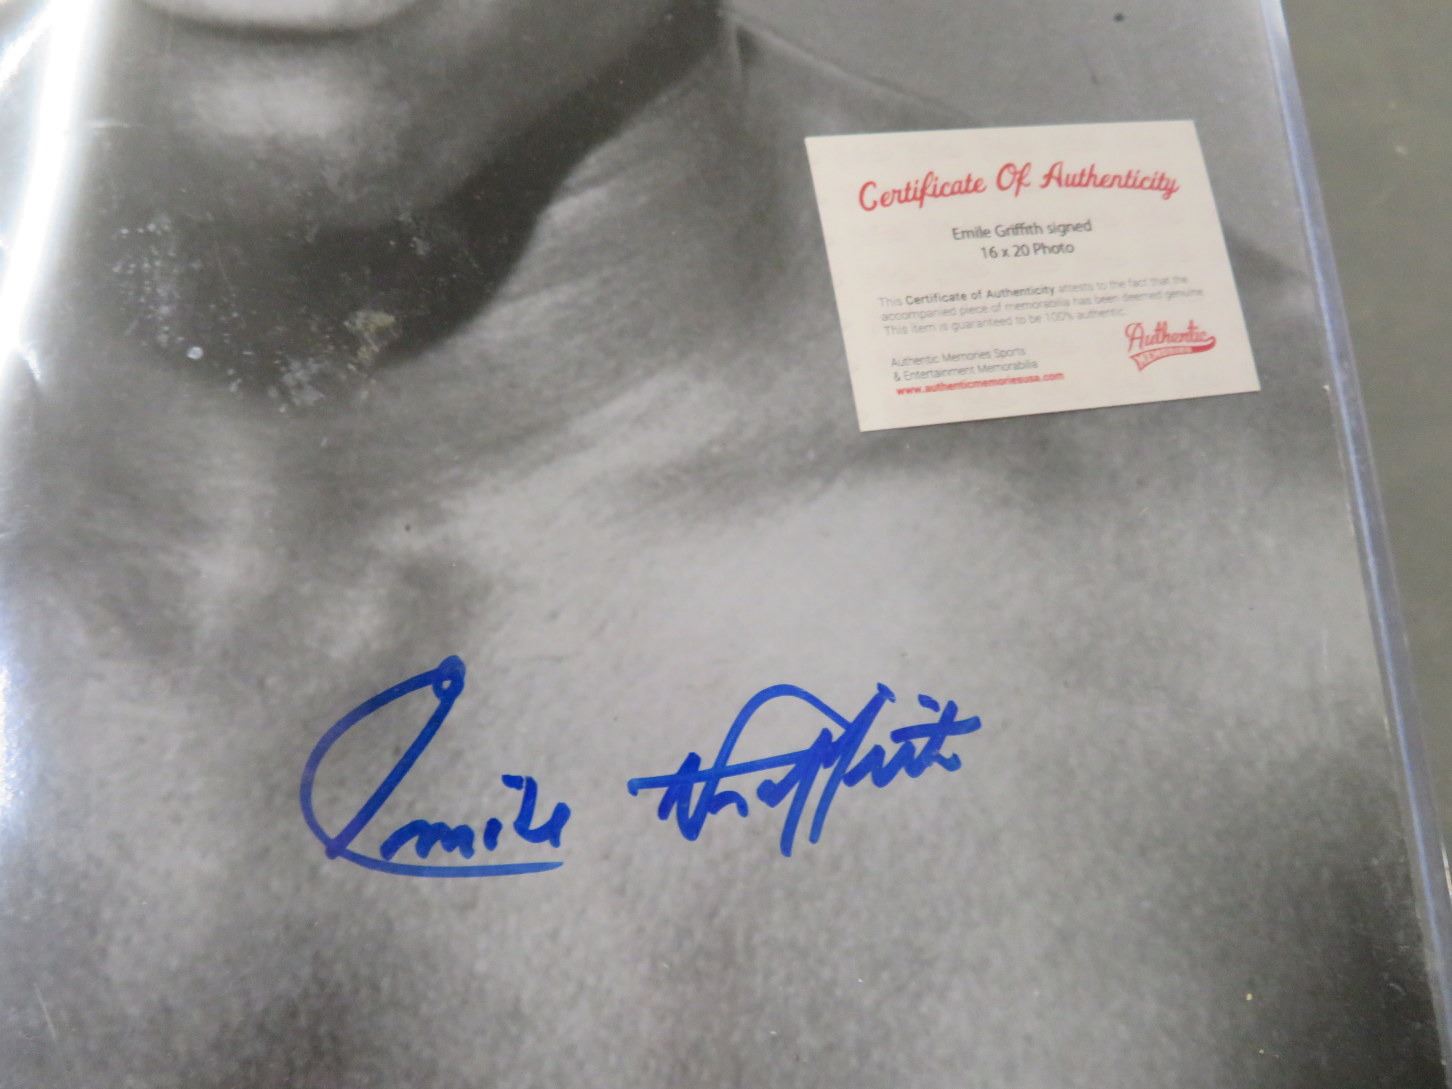 Certificate Of Authenticity
Emile Griffith signed
16 x 20 Photo
This Certificate of Authenticity attests to the fact that the
accompanied piece of memorabilia has been deemed genuine
This item is guaranteed to be 100% authentic.
Authentic Memories Sports
& Entertainment Memorabilia
www.authenticmemoriesusa.com
Authentic
MEMORIES
Emile Griffith